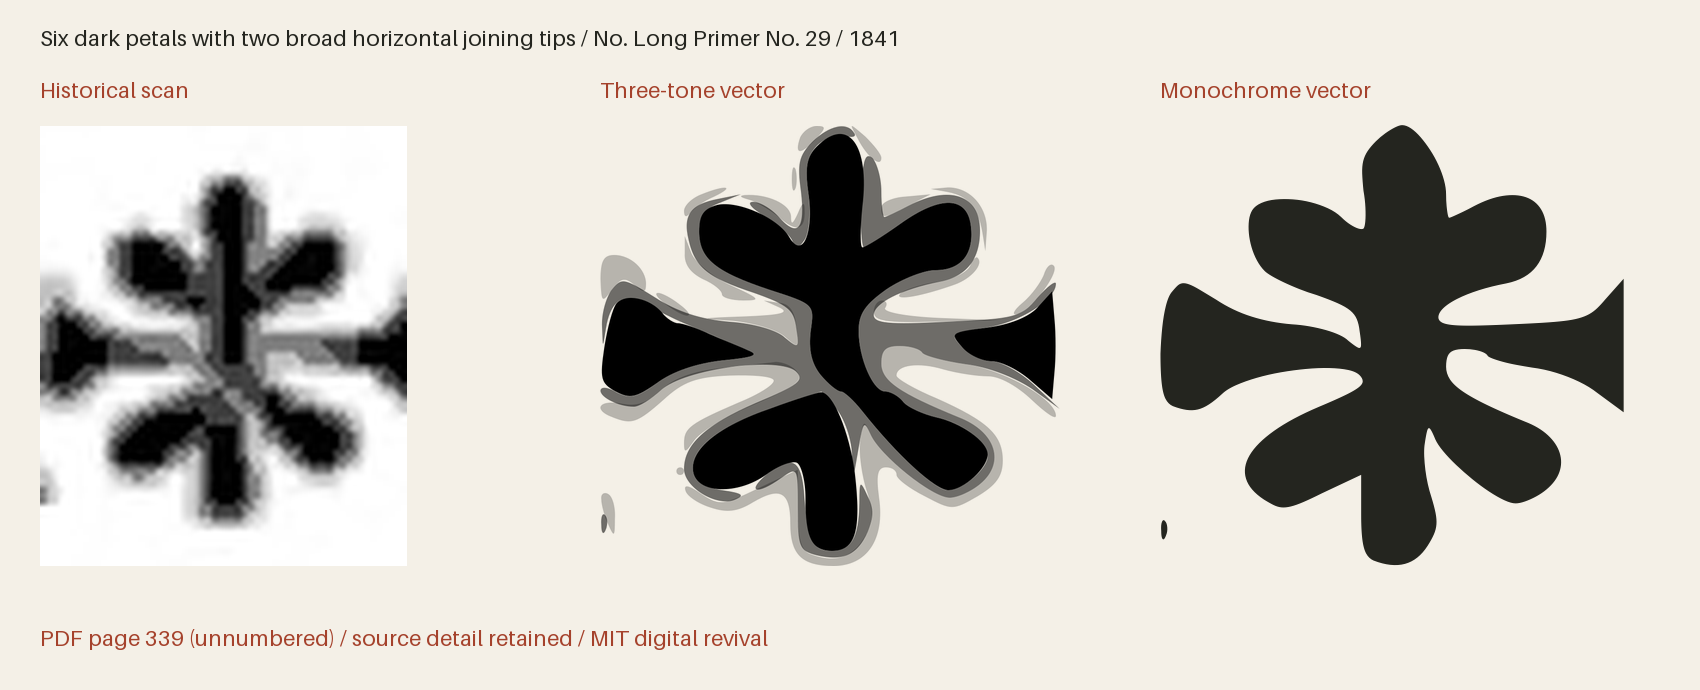 Six dark petals with two broad horizontal joining tips / No. Long Primer No. 29 / 1841
Historical scan
Three-tone vector
Monochrome vector
PDF page 339 (unnumbered) / source detail retained / MIT digital revival